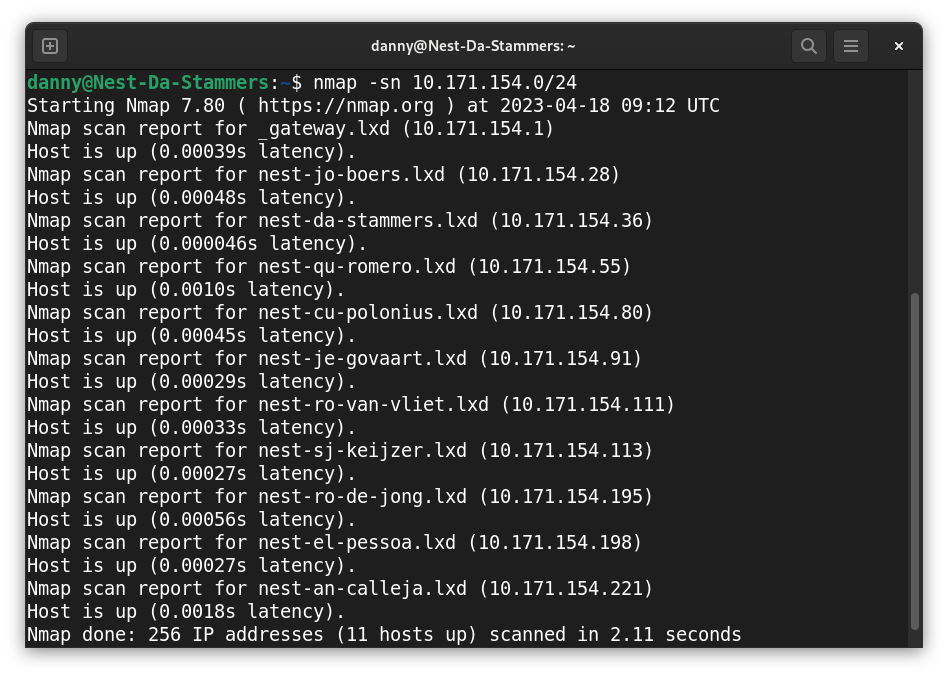 danny@Nest-Da-Stammers: ~
danny@Nest-Da-Stammers:~$ nmap -sn 10.171.154.0/24
Starting Nmap 7.80 ( https://nmap.org ) at 2023-04-18 09:12 UTC
Nmap scan report for _gateway.lxd (10.171.154.1)
Host is up (0.00039s latency).
Nmap scan report for nest-jo-boers.lxd (10.171.154.28)
Host is up (0.00048s latency).
Nmap scan report for nest-da-stammers.lxd (10.171.154.36)
Host is up (0.000046s latency).
Nmap scan report for nest-qu-romero.lxd (10.171.154.55)
Host is up (0.0010s latency).
Nmap scan report for nest-cu-polonius.lxd (10.171.154.80)
Host is up (0.00045s latency).
Nmap scan report for nest-je-govaart.lxd (10.171.154.91)
Host is up (0.00029s latency).
Nmap scan report for nest-ro-van-vliet.lxd (10.171.154.111)
Host is up (0.00033s latency).
Nmap scan report for nest-sj-keijzer.lxd (10.171.154.113)
Host is up (0.00027s latency).
Nmap scan report for nest-ro-de-jong.lxd (10.171.154.195)
Host is up (0.00056s latency).
Nmap scan report for nest-el-pessoa.lxd (10.171.154.198)
Host is up (0.00027s latency).
Nmap scan report for nest-an-calleja.lxd (10.171.154.221)
Host is up (0.0018s latency).
Nmap done: 256 IP addresses (11 hosts up) scanned in 2.11 seconds